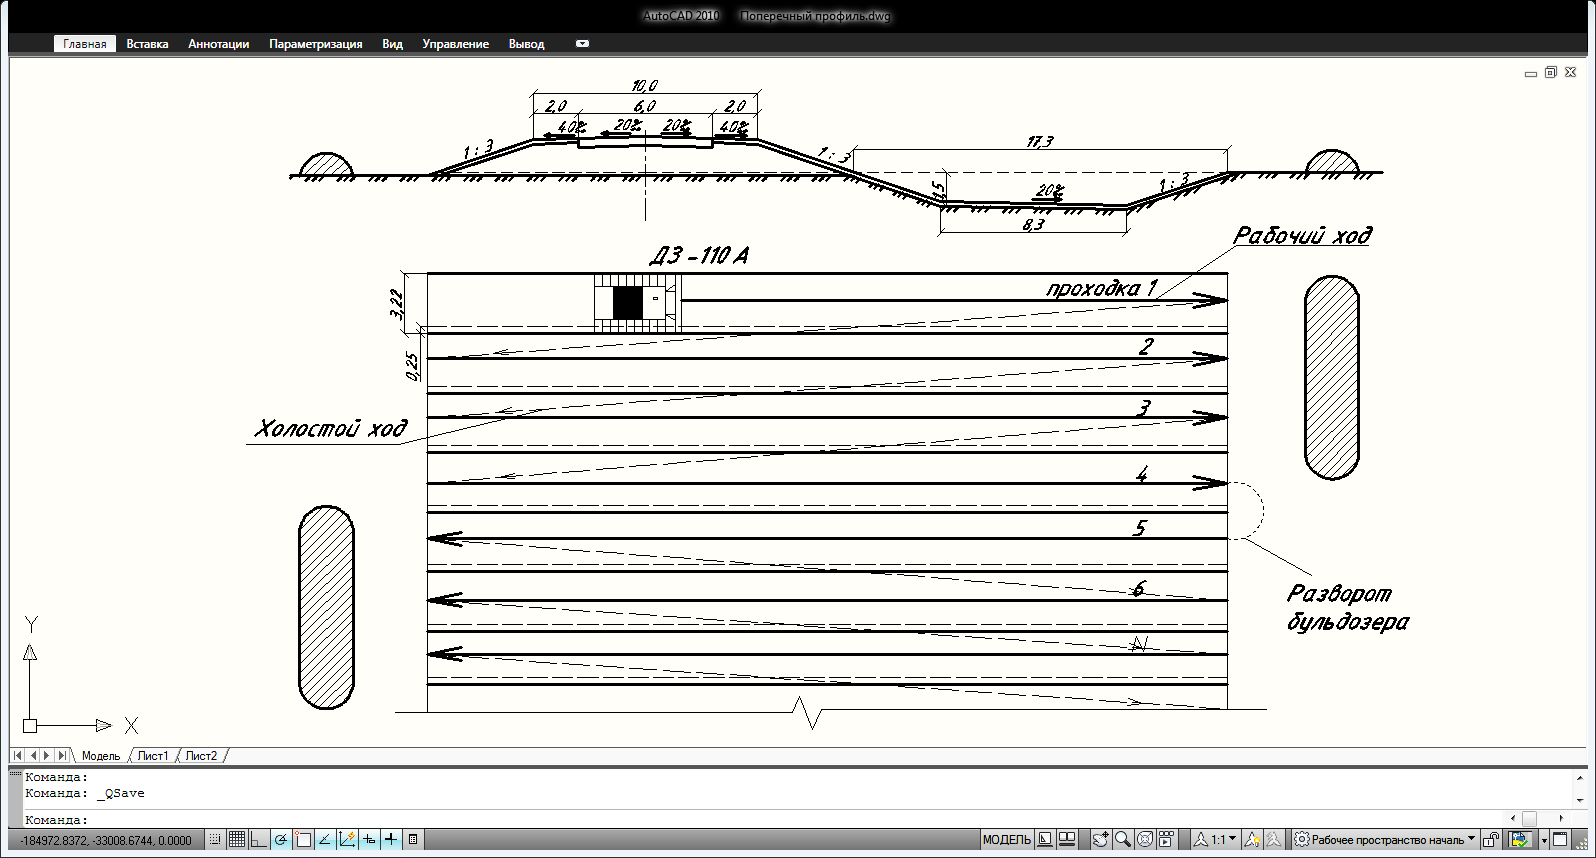 AutoCAD 2010 Поперечный профиль.dwg
Главная Вставка Аннотации Параметризация Вид Управление Вывод
10,0
2,0 6,0 2,0
40‰ 20‰ 20‰ 40‰
1:3 1:3 17,3
1,5 20‰ 1:3
8,3
Рабочий ход
ДЗ-110 А
3,22
проходка 1
0,25
2
3
Холостой ход
4
5
6
Разворот
бульдозера
N
Y
X
Модель Лист1 Лист2
Команда:
Команда: _QSave
Команда:
-184972.8372, -33008.6744, 0.0000 МОДЕЛЬ 1:1 Рабочее пространство началь